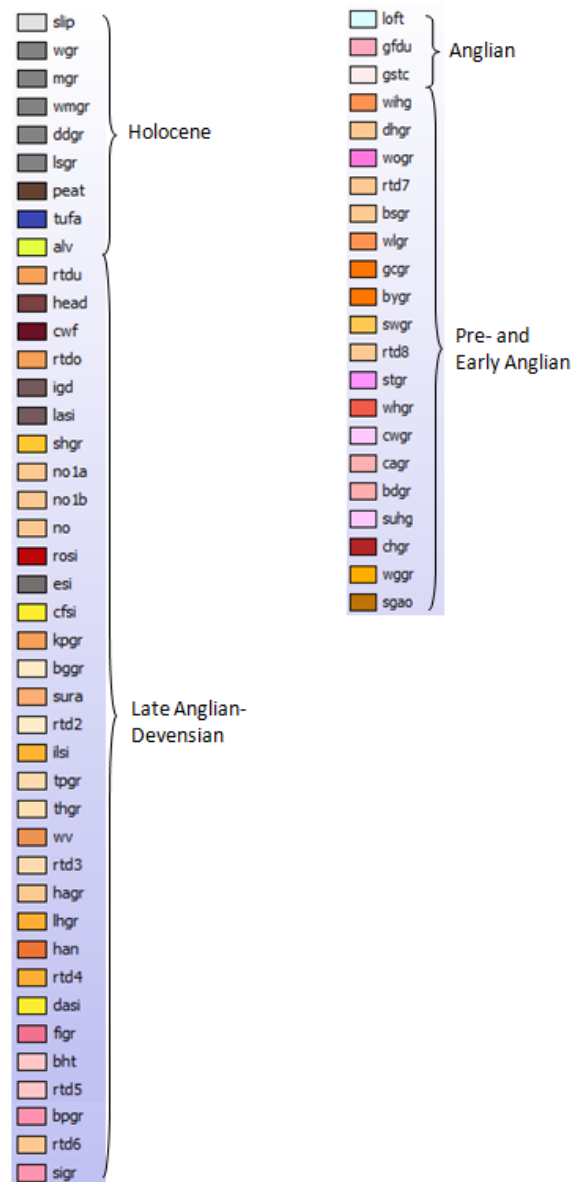 slip
wgr
mgr
wmgr
ddgr
lsgr
peat
tufa
alv
Holocene
rtdu
head
cwf
rtdo
igd
lasi
shgr
no1a
no1b
no
rosi
esi
cfsi
kpgr
bggr
sura
rtd2
ilsi
tpgr
thgr
wv
rtd3
hagr
lhgr
han
rtd4
dasi
figr
bht
rtd5
bpgr
rtd6
sigr
Late Anglian-
Devensian
loft
gfdu
gstc
Anglian
wihg
dhgr
wogr
rtd7
bsgr
wlgr
gcgr
bygr
swgr
rtd8
stgr
whgr
cwgr
cagr
bdgr
suhg
chgr
wggr
sgao
Pre- and
Early Anglian